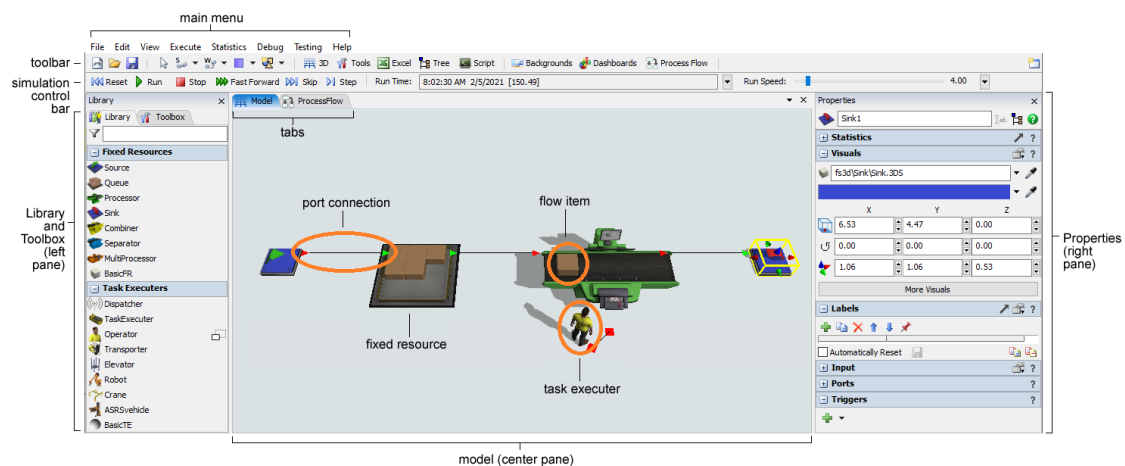 main menu
File Edit View Execute Statistics Debug Testing Help
toolbar
3D Tools Excel Tree Script Backgrounds Dashboards Process Flow
simulation
control
bar
Reset Run Stop Fast Forward Skip Step Run Time: 8:02:30 AM 2/5/2021 [150.49] Run Speed: 4.00
Library
Library Toolbox
Fixed Resources
Source
Queue
Processor
Sink
Combiner
Separator
MultiProcessor
BasicFR
Task Executers
Dispatcher
TaskExecuter
Operator
Transporter
Elevator
Robot
Crane
ASRSvehicle
BasicTE
Library
and
Toolbox
(left
pane)
Model ProcessFlow
tabs
port connection
flow item
fixed resource
task executer
model (center pane)
Properties
Sink1
Statistics
Visuals
fs3d\Sink\Sink.3DS
X Y Z
6.53 4.47 0.00
0.00 0.00 0.00
1.06 1.06 0.53
More Visuals
Labels
Automatically Reset
Input
Ports
Triggers
Properties
(right
pane)